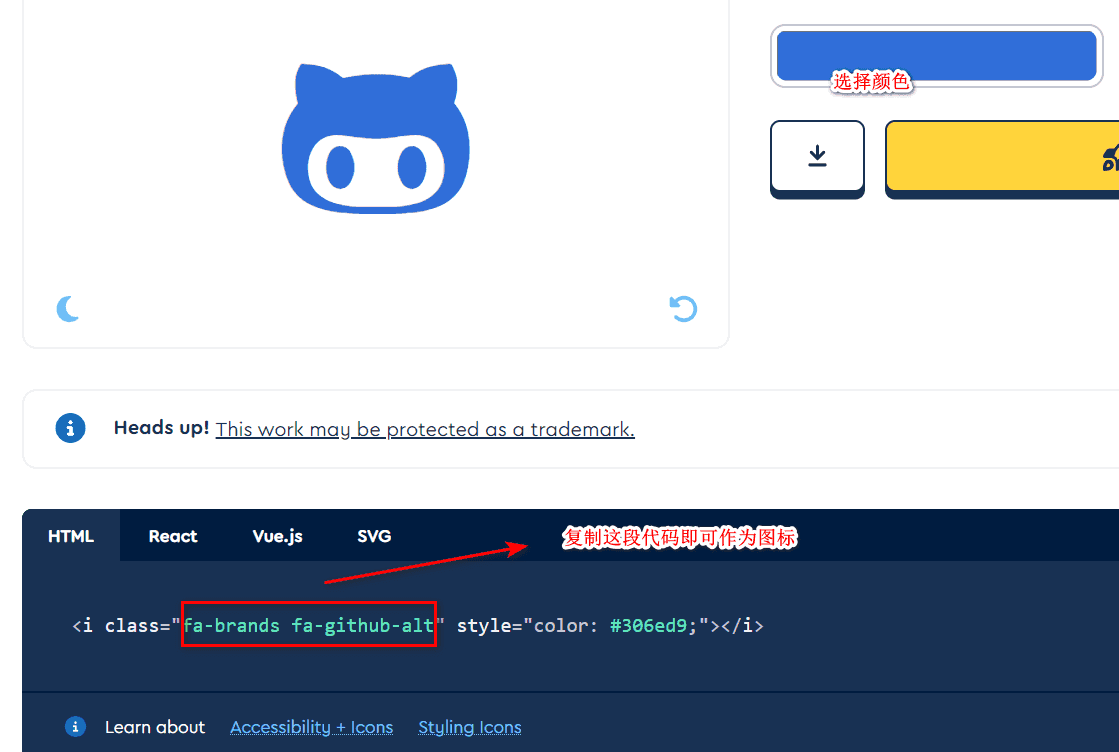 选择颜色
Heads up! This work may be protected as a trademark.
HTML React Vue.js SVG
复制这段代码即可作为图标
<i class="fa-brands fa-github-alt" style="color: #306ed9;"></i>
Learn about Accessibility + Icons Styling Icons